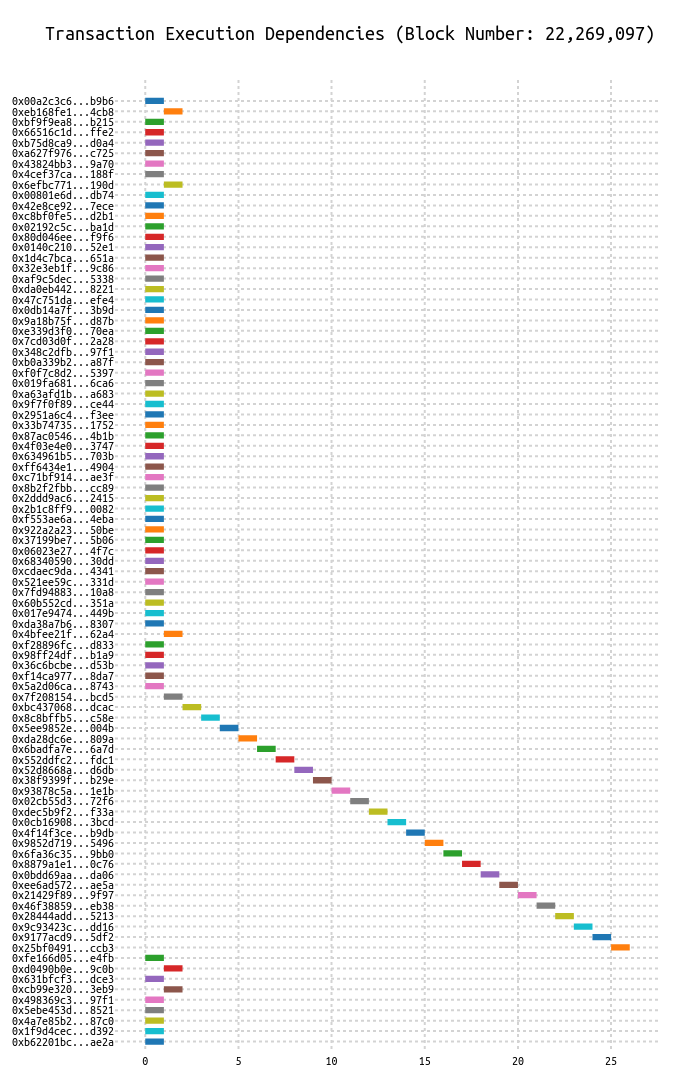 Transaction Execution Dependencies (Block Number: 22,269,097)
0x00a2c3c6...b9b6
0xeb168fe1...4cb8
0xbf9f9ea8...b215
0x66516c1d...ffe2
0xb75d8ca9...d0a4
0xa627f976...c725
0x43824bb3...9a70
0x4cef37ca...188f
0x6efbc771...190d
0x00801e6d...db74
0x42e8ce92...7ece
0xc8bf0fe5...d2b1
0x02192c5c...ba1d
0x80d046ee...f9f6
0x0140c210...52e1
0x1d4c7bca...651a
0x32e3eb1f...9c86
0xaf9c5dec...5338
0xda0eb442...8221
0x47c751da...efe4
0x0db14a7f...3b9d
0x9a18b75f...d87b
0xe339d3f0...70ea
0x7cd03d0f...2a28
0x348c2dfb...97f1
0xb0a339b2...a87f
0xf0f7c8d2...5397
0x019fa681...6ca6
0xa63afd1b...a683
0x9f7f0f89...ce44
0x2951a6c4...f3ee
0x33b74735...1752
0x87ac0546...4b1b
0x4f03e4e0...3747
0x634961b5...703b
0xff6434e1...4904
0xc71bf914...ae3f
0x8b2f2fbb...cc89
0x2ddd9ac6...2415
0x2b1c8ff9...0082
0xf553ae6a...4eba
0x922a2a23...50be
0x37199be7...5b06
0x06023e27...4f7c
0x68340590...30dd
0xcdaec9da...4341
0x521ee59c...331d
0x7fd94883...10a8
0x60b552cd...351a
0x017e9474...449b
0xda38a7b6...8307
0x4bfee21f...62a4
0xf28896fc...d833
0x98ff24df...b1a9
0x36c6bcbe...d53b
0xf14ca977...8da7
0x5a2d06ca...8743
0x7f208154...bcd5
0xbc437068...dcac
0x8c8bffb5...c58e
0x5ee9852e...004b
0xda28dc6e...809a
0x6badfa7e...6a7d
0x552ddfc2...fdc1
0x52d8668a...d6db
0x38f9399f...b29e
0x93878c5a...1e1b
0x02cb55d3...72f6
0xdec5b9f2...f33a
0x0cb16908...3bcd
0x4f14f3ce...b9db
0x9852d719...5496
0x6fa36c35...9bb0
0x8879a1e1...0c76
0x0bdd69aa...da06
0xee6ad572...ae5a
0x21429f89...9f97
0x46f38859...eb38
0x28444add...5213
0x9c93423c...dd16
0x9177acd9...5df2
0x25bf0491...ccb3
0xfe166d05...e4fb
0xd0490b0e...9c0b
0x631bfcf3...dce3
0xcb99e320...3eb9
0x498369c3...97f1
0x5ebe453d...8521
0x4a7e85b2...87c0
0x1f9d4cec...d392
0xb62201bc...ae2a
0 5 10 15 20 25